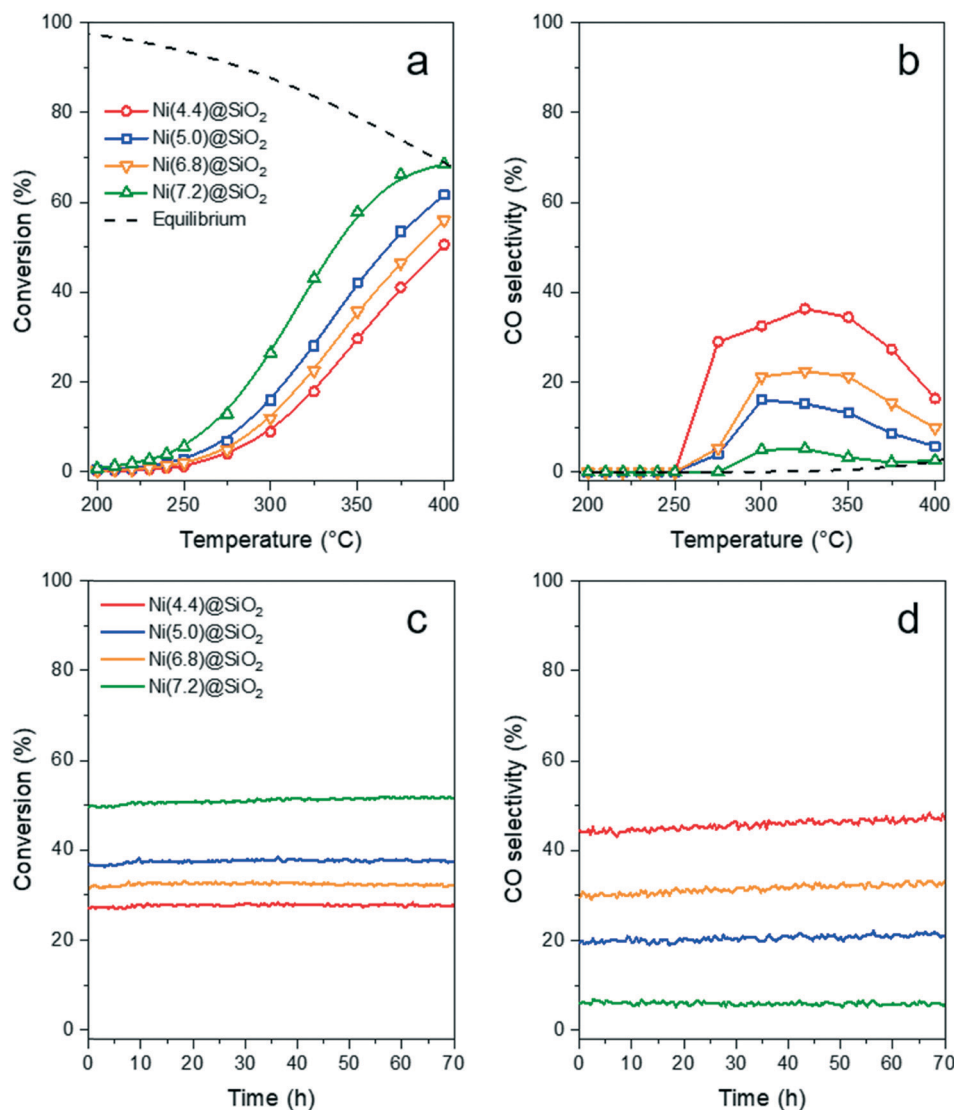 a
Ni(4.4)@SiO₂
Ni(5.0)@SiO₂
Ni(6.8)@SiO₂
Ni(7.2)@SiO₂
Equilibrium
Conversion (%)
100
80
60
40
20
0
200
250
300
350
400
Temperature (°C)
b
CO selectivity (%)
100
80
60
40
20
0
200
250
300
350
400
Temperature (°C)
c
Ni(4.4)@SiO₂
Ni(5.0)@SiO₂
Ni(6.8)@SiO₂
Ni(7.2)@SiO₂
Conversion (%)
100
80
60
40
20
0
0
10
20
30
40
50
60
70
Time (h)
d
CO selectivity (%)
100
80
60
40
20
0
0
10
20
30
40
50
60
70
Time (h)